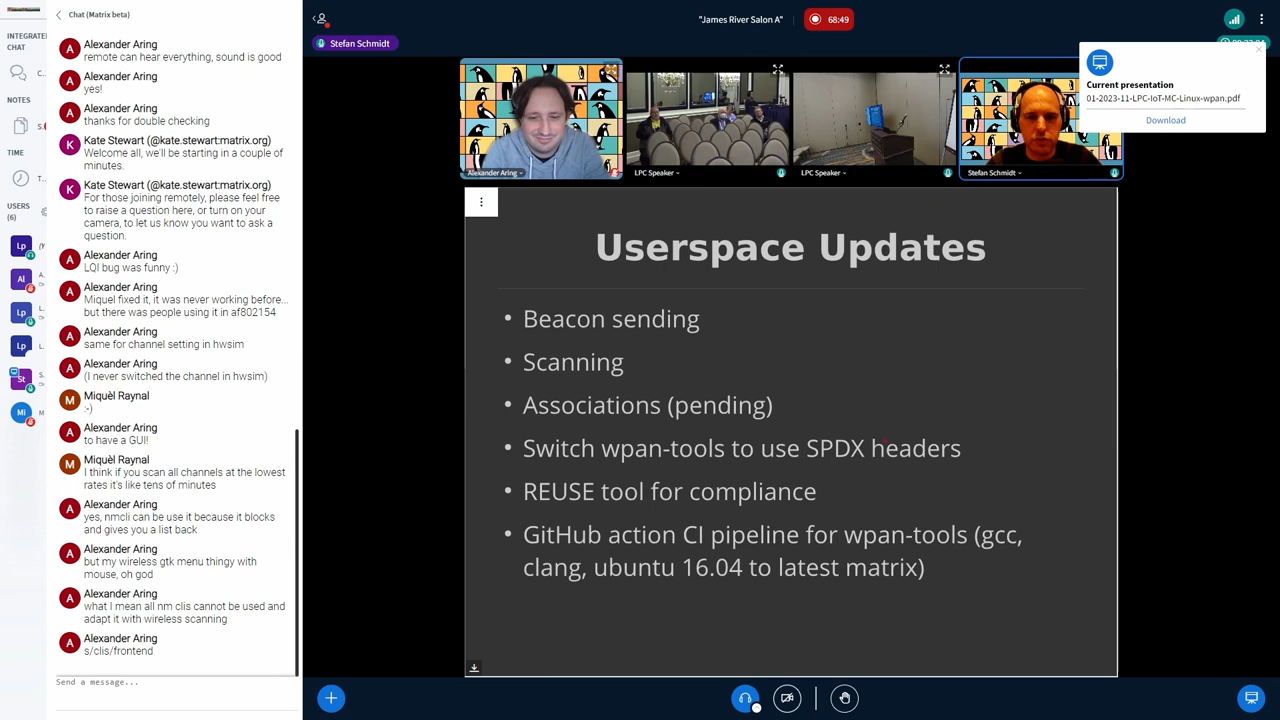 Chat (Matrix beta)
INTEGRATE
CHAT
C...
NOTES
S...
TIME
T...
USERS
(6)
Lp
Al
A..
Lp
L..
Lp
L..
St
S..
Mi
M
A
Alexander Aring
remote can hear everything, sound is good
A
Alexander Aring
yes!
A
Alexander Aring
thanks for double checking
K
Kate Stewart (@kate.stewart:matrix.org)
Welcome all, we'll be starting in a couple of
minutes.
K
Kate Stewart (@kate.stewart:matrix.org)
For those joining remotely, please feel free
to raise a question here, or turn on your
camera, to let us know you want to ask a
question.
A
Alexander Aring
LQI bug was funny :)
A
Alexander Aring
Miquel fixed it, it was never working before...
but there was people using it in af802154
A
Alexander Aring
same for channel setting in hwsim
A
Alexander Aring
(I never switched the channel in hwsim)
M
Miquèl Raynal
:-)
A
Alexander Aring
to have a GUI!
M
Miquèl Raynal
I think if you scan all channels at the lowest
rates it's like tens of minutes
A
Alexander Aring
yes, nmcli can be use it because it blocks
and gives you a list back
A
Alexander Aring
but my wireless gtk menu thingy with
mouse, oh god
A
Alexander Aring
what I mean all nm clis cannot be used and
adapt it with wireless scanning
A
Alexander Aring
s/clis/frontend
Send a message...
"James River Salon A"
68:49
Stefan Schmidt
Current presentation
01-2023-11-LPC-IoT-MC-Linux-wpan.pdf
Download
Alexander Aring
LPC Speaker
LPC Speaker
Stefan Schmidt
Userspace Updates
• Beacon sending
• Scanning
• Associations (pending)
• Switch wpan-tools to use SPDX headers
• REUSE tool for compliance
• GitHub action CI pipeline for wpan-tools (gcc,
clang, ubuntu 16.04 to latest matrix)